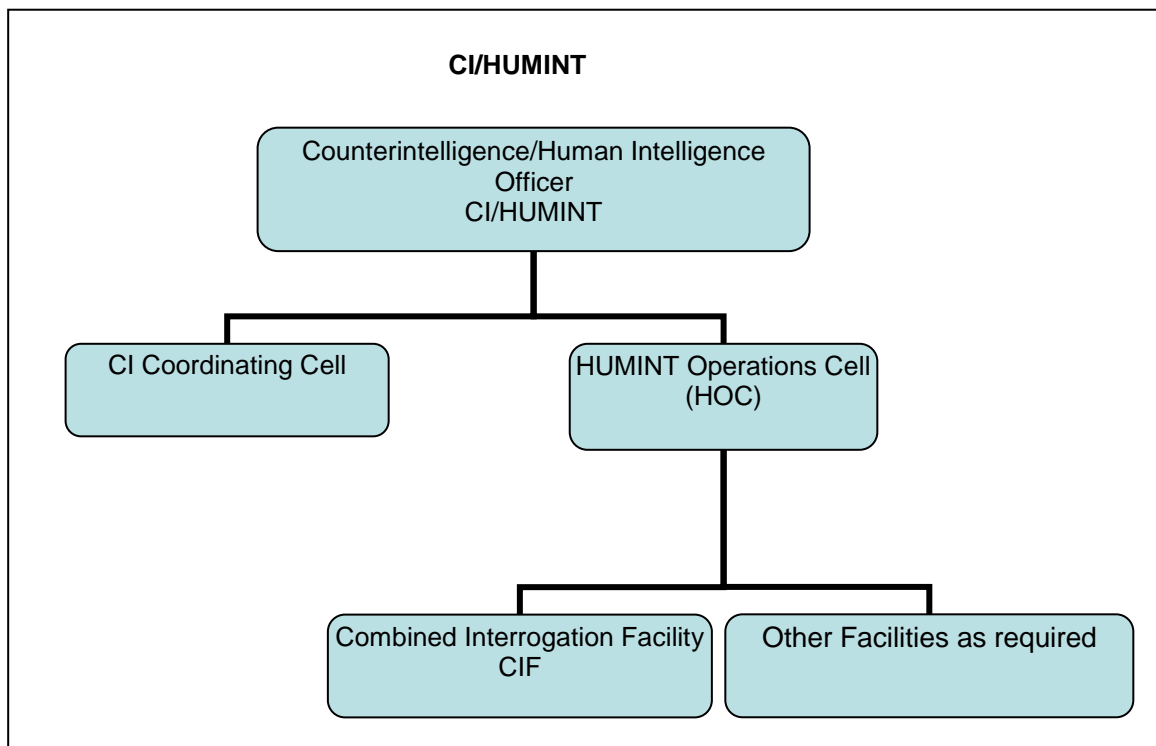 CI/HUMINT
Counterintelligence/Human Intelligence
Officer
CI/HUMINT
CI Coordinating Cell
HUMINT Operations Cell
(HOC)
Combined Interrogation Facility
CIF
Other Facilities as required